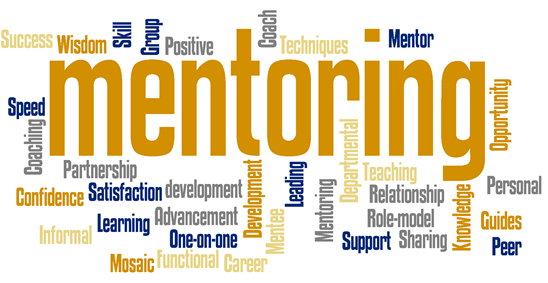 Success
Wisdom
Skill
Group
Positive
Coach
Techniques
Mentor
mentoring
Speed
Coaching
Opportunity
Partnership
Confidence
Satisfaction
development
Development
Leading
Mentoring
Departmental
Teaching
Relationship
Knowledge
Personal
Informal
Learning
Advancement
One-on-one
Mentee
Role-model
Support
Sharing
Guides
Peer
Mosaic
Functional
Career